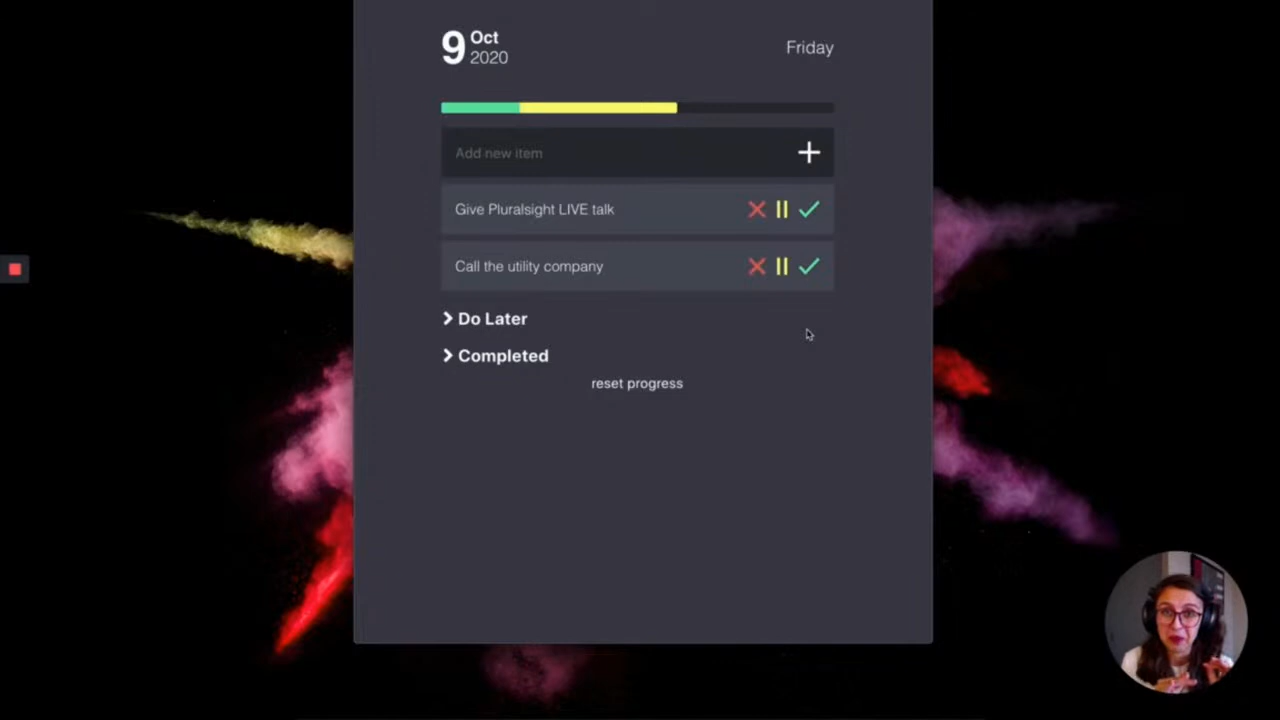 9 Oct
2020
Friday
Add new item
Give Pluralsight LIVE talk
Call the utility company
Do Later
Completed
reset progress